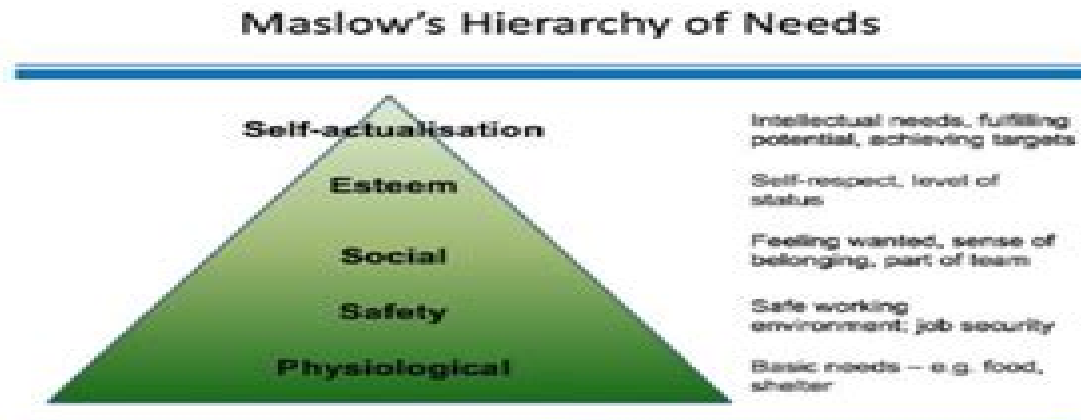 Maslow's Hierarchy of Needs
Self-actualisation
Intellectual needs, fulfilling
potential, achieving targets
Esteem
Self-respect, level of
status
Social
Feeling wanted, sense of
belonging, part of team
Safety
Safe working
environment; job security
Physiological
Basic needs – e.g. food,
shelter